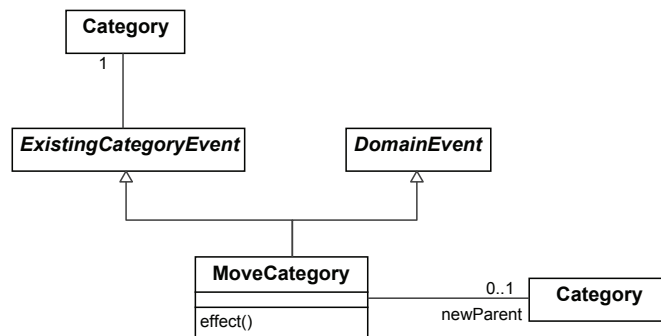 Category
1
ExistingCategoryEvent
DomainEvent
MoveCategory
effect()
0..1
newParent
Category